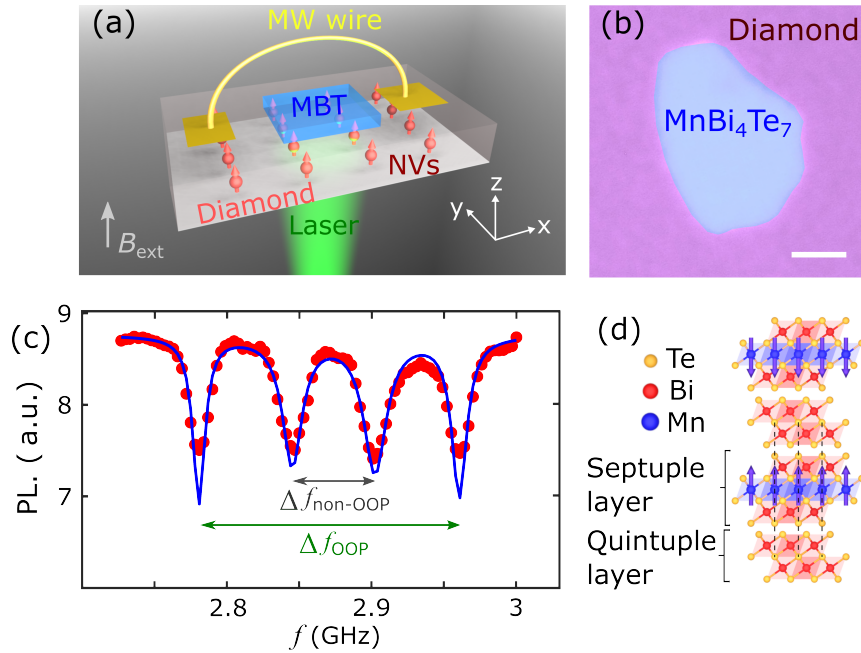 (a)
MW wire
MBT
NVs
Diamond
Laser
B_ext
z
y
x
(b)
Diamond
MnBi₄Te₇
(c)
9
8
7
PL. ( a.u.)
Δf_non-OOP
Δf_OOP
2.8
2.9
3
f (GHz)
(d)
Te
Bi
Mn
Septuple
layer
Quintuple
layer